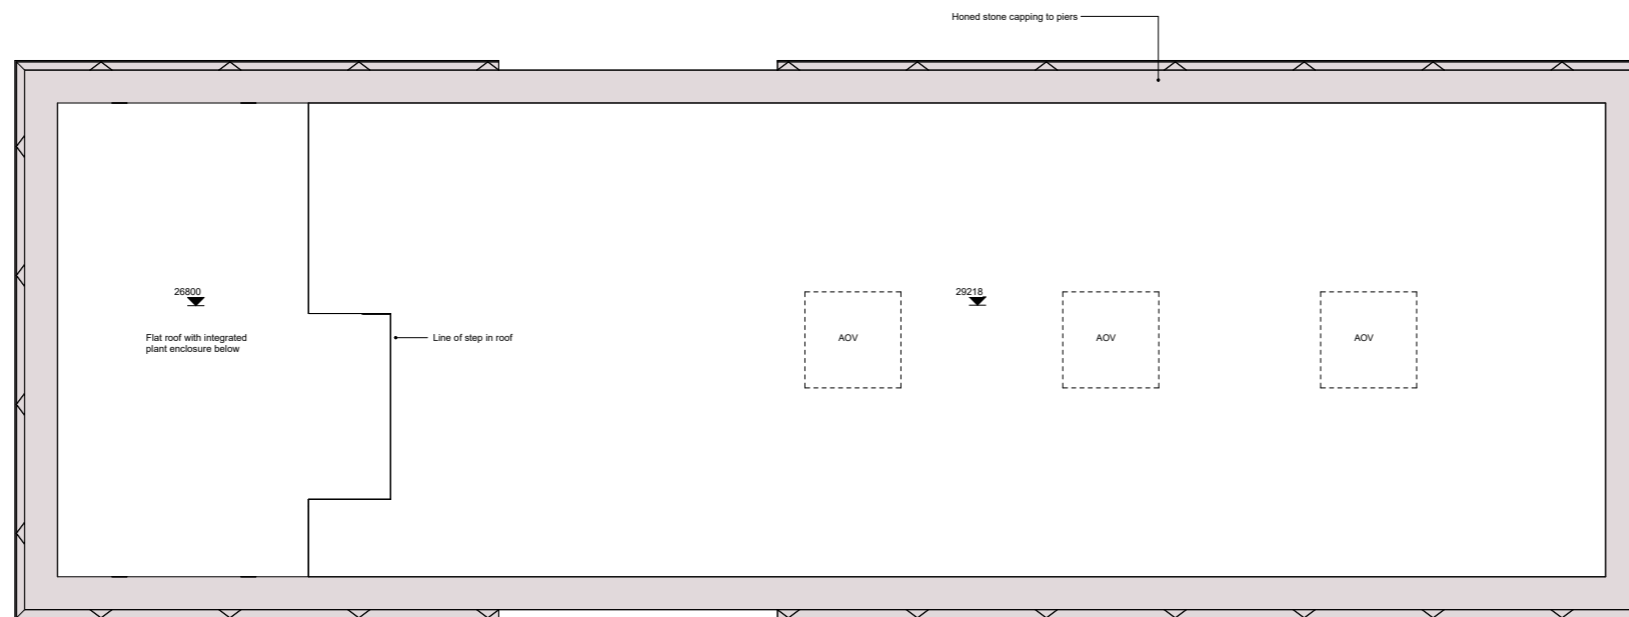 Honed stone capping to piers
26800
29218
Flat roof with integrated
plant enclosure below
Line of step in roof
AOV
AOV
AOV